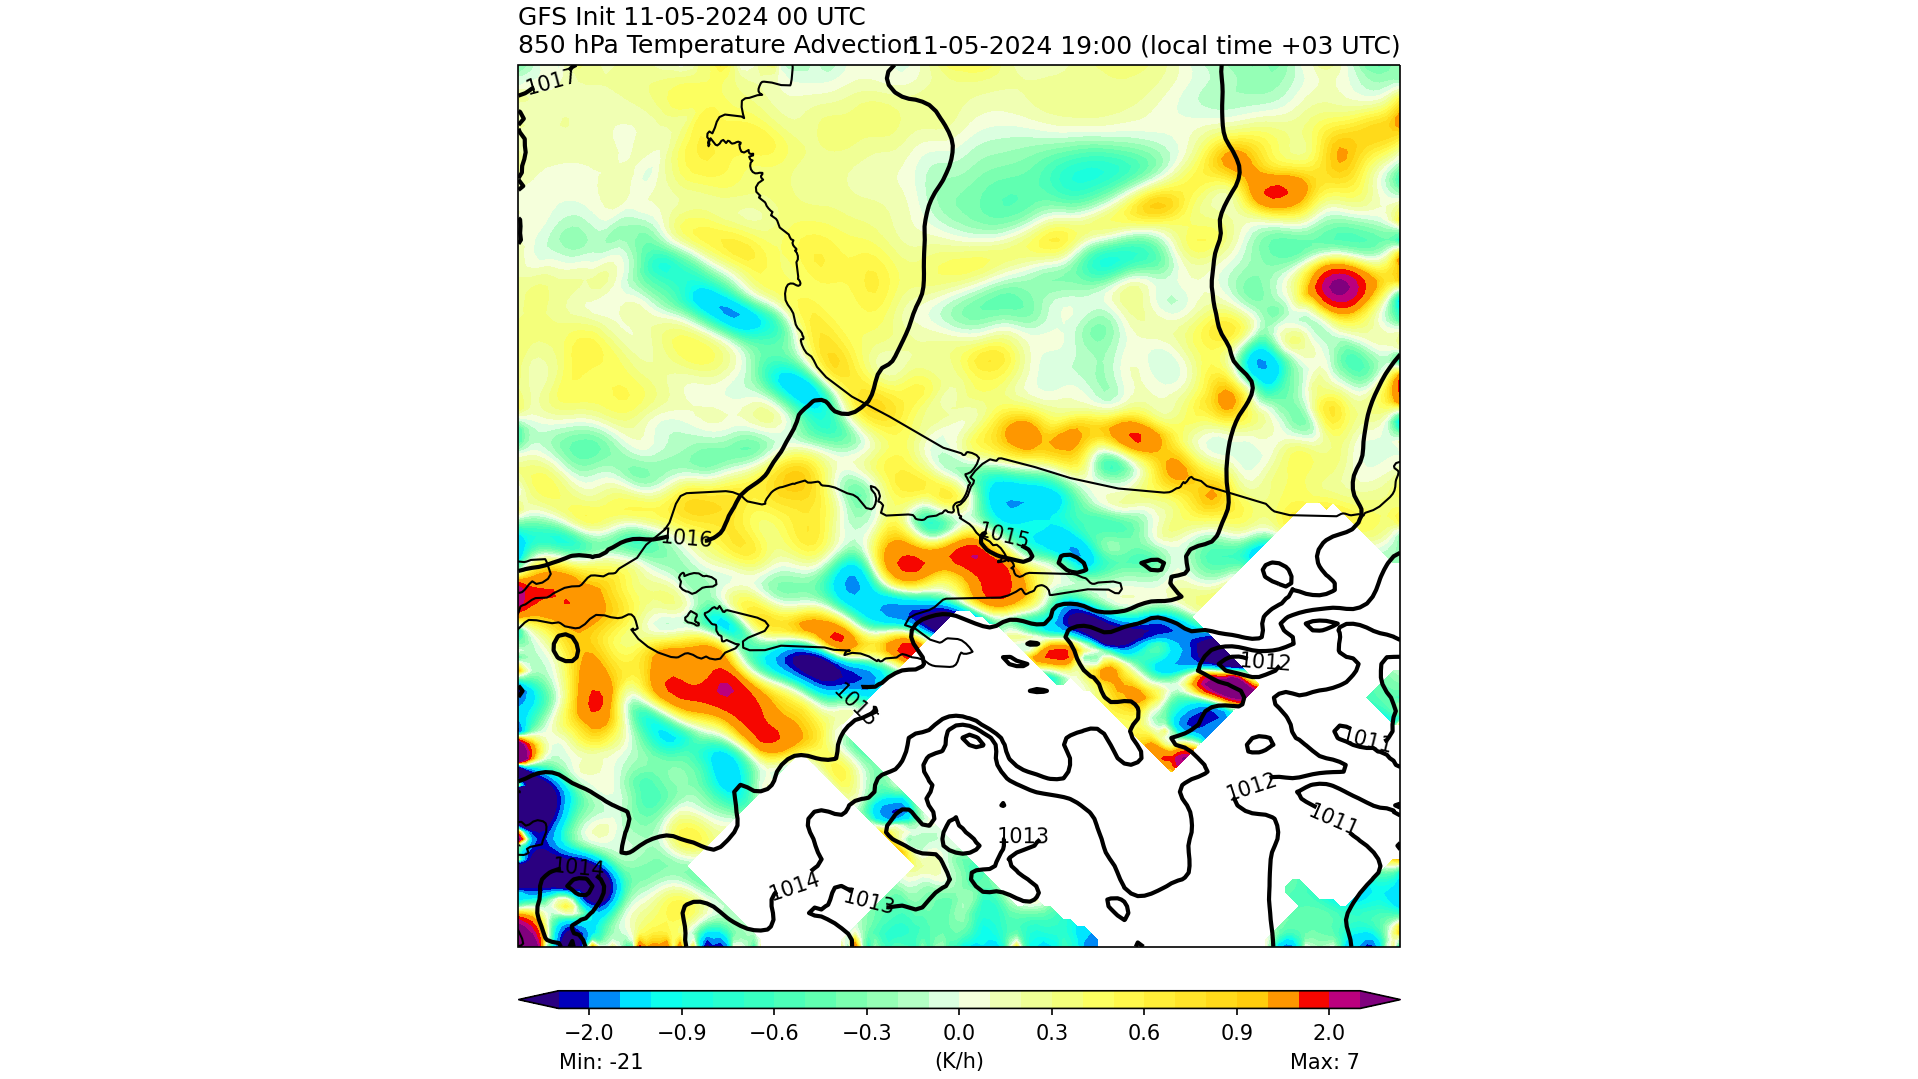 GFS Init 11-05-2024 00 UTC
850 hPa Temperature Advection
11-05-2024 19:00 (local time +03 UTC)
1017
1016
1015
1012
1015
1011
1012
1011
1013
1014
1014
1013
−2.0 −0.9 −0.6 −0.3 0.0 0.3 0.6 0.9 2.0
Min: -21 (K/h) Max: 7